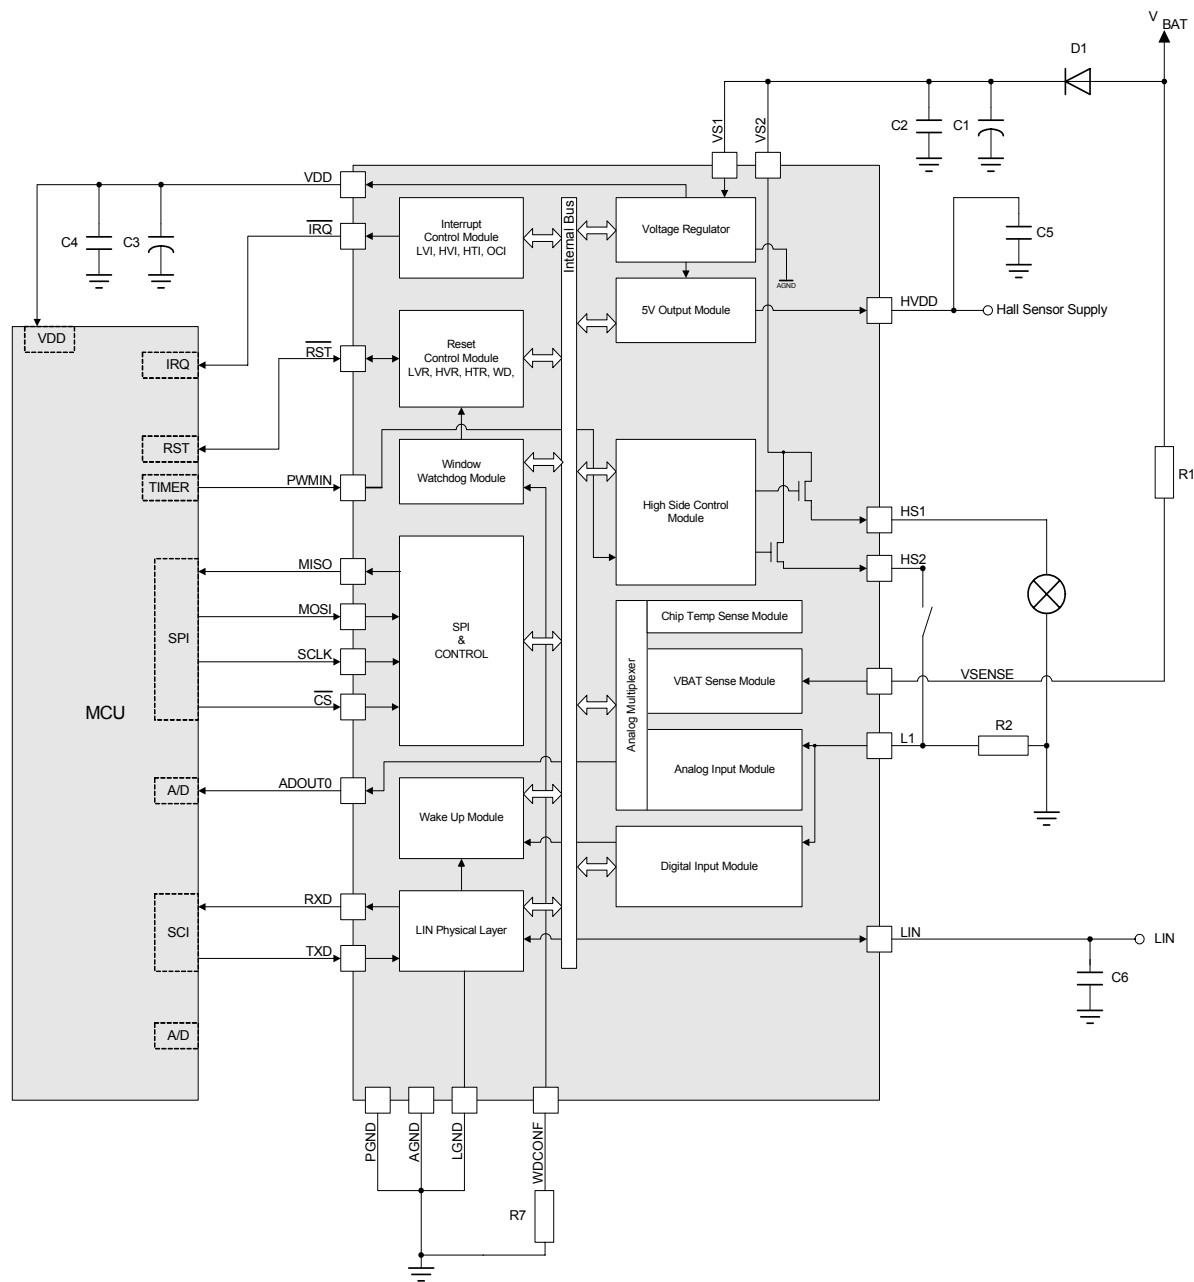 V BAT
D1
C2
C1
VS1
VS2
VDD
C4
C3
IRQ
Interrupt
Control Module
LVI, HVI, HTI, OCI
Internal Bus
Voltage Regulator
AGND
C5
5V Output Module
HVDD
Hall Sensor Supply
VDD
IRQ
RST
Reset
Control Module
LVR, HVR, HTR, WD,
RST
TIMER
PWMIN
Window
Watchdog Module
High Side Control
Module
R1
HS1
HS2
MISO
MOSI
SPI
SCLK
CS
SPI
&
CONTROL
Chip Temp Sense Module
Analog Multiplexer
VBAT Sense Module
VSENSE
MCU
Analog Input Module
L1
R2
A/D
ADOUT0
Wake Up Module
Digital Input Module
RXD
SCI
TXD
LIN Physical Layer
LIN
LIN
C6
A/D
PGND
AGND
LGND
WDCONF
R7